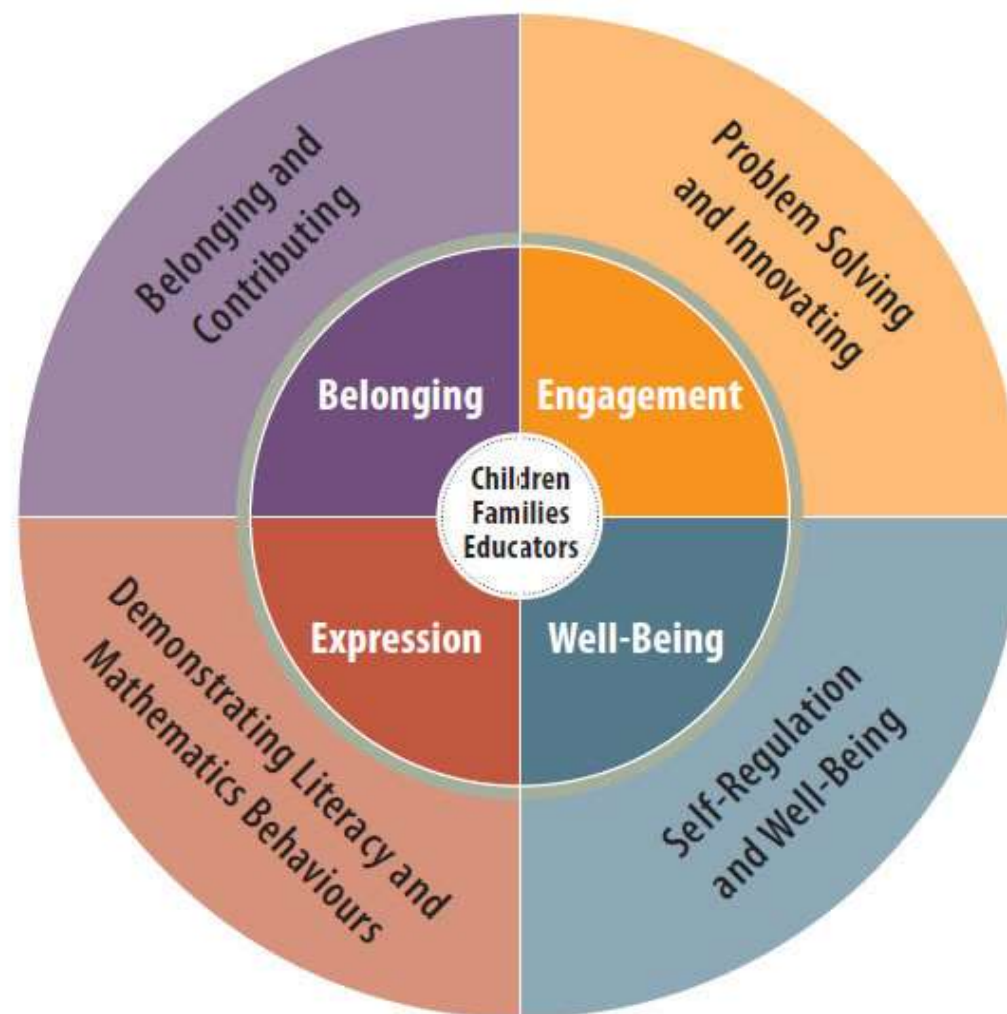 Belonging and
Contributing
Problem Solving
and Innovating
Belonging
Engagement
Children
Families
Educators
Expression
Well-Being
Demonstrating Literacy and
Mathematics Behaviours
Self-Regulation
and Well-Being